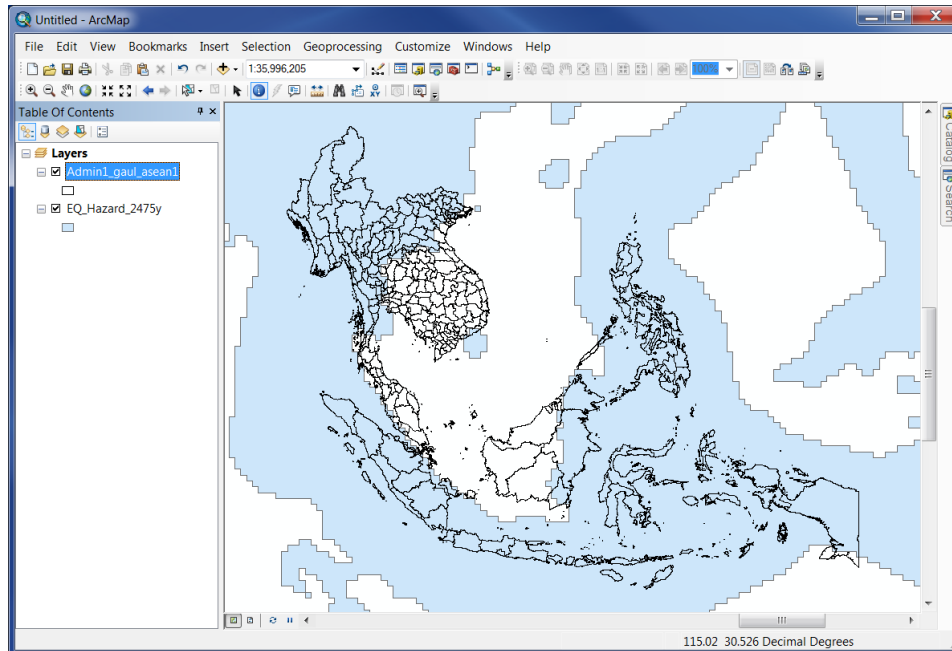 Untitled - ArcMap
File Edit View Bookmarks Insert Selection Geoprocessing Customize Windows Help
1:35,996,205
100%
Table Of Contents
Layers
Admin1_gaul_asean1
EQ_Hazard_2475y
Catalog
Search
115.02 30.526 Decimal Degrees